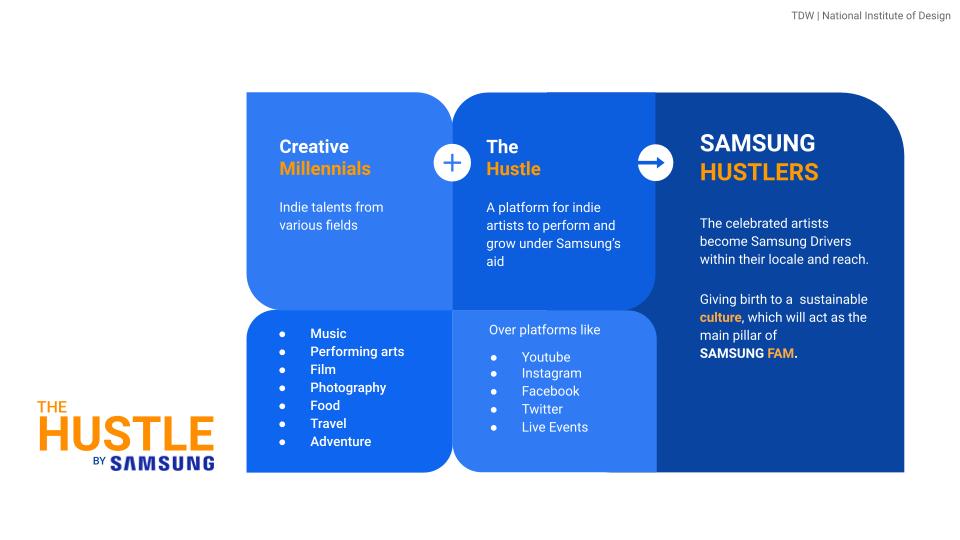 TDW | National Institute of Design
Creative
Millennials
Indie talents from
various fields
The
Hustle
A platform for indie
artists to perform and
grow under Samsung's
aid
SAMSUNG
HUSTLERS
The celebrated artists
become Samsung Drivers
within their locale and reach.
Giving birth to a  sustainable
culture, which will act as the
main pillar of
SAMSUNG FAM.
● Music
● Performing arts
● Film
● Photography
● Food
● Travel
● Adventure
Over platforms like
● Youtube
● Instagram
● Facebook
● Twitter
● Live Events
THE
HUSTLE
BY SAMSUNG